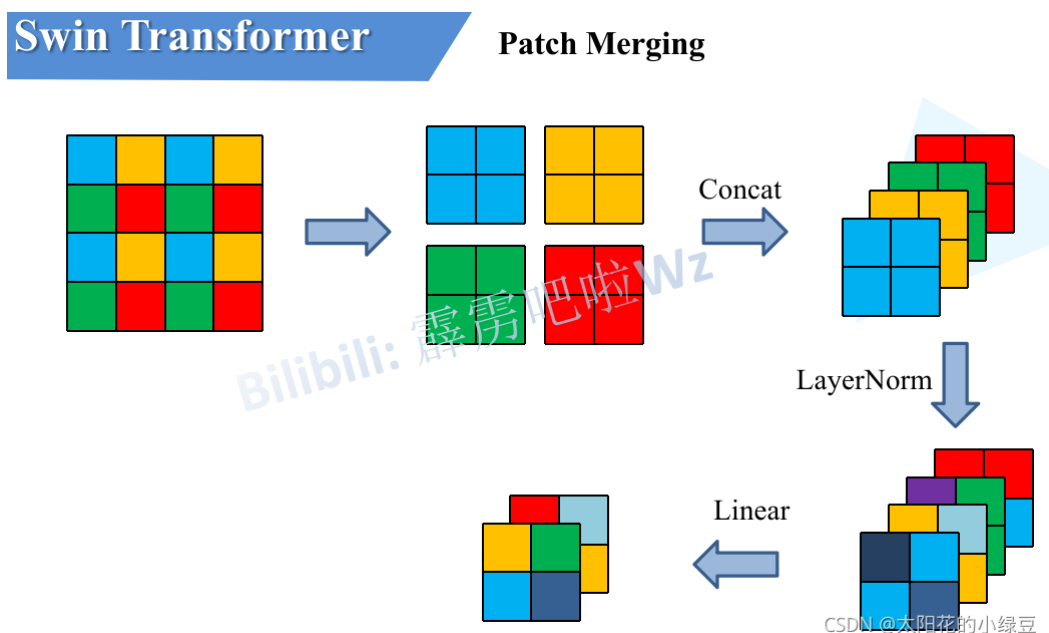 Swin Transformer
Patch Merging
Concat
Bilibili: 霹雳吧啦Wz
LayerNorm
Linear
CSDN @太阳花的小绿豆